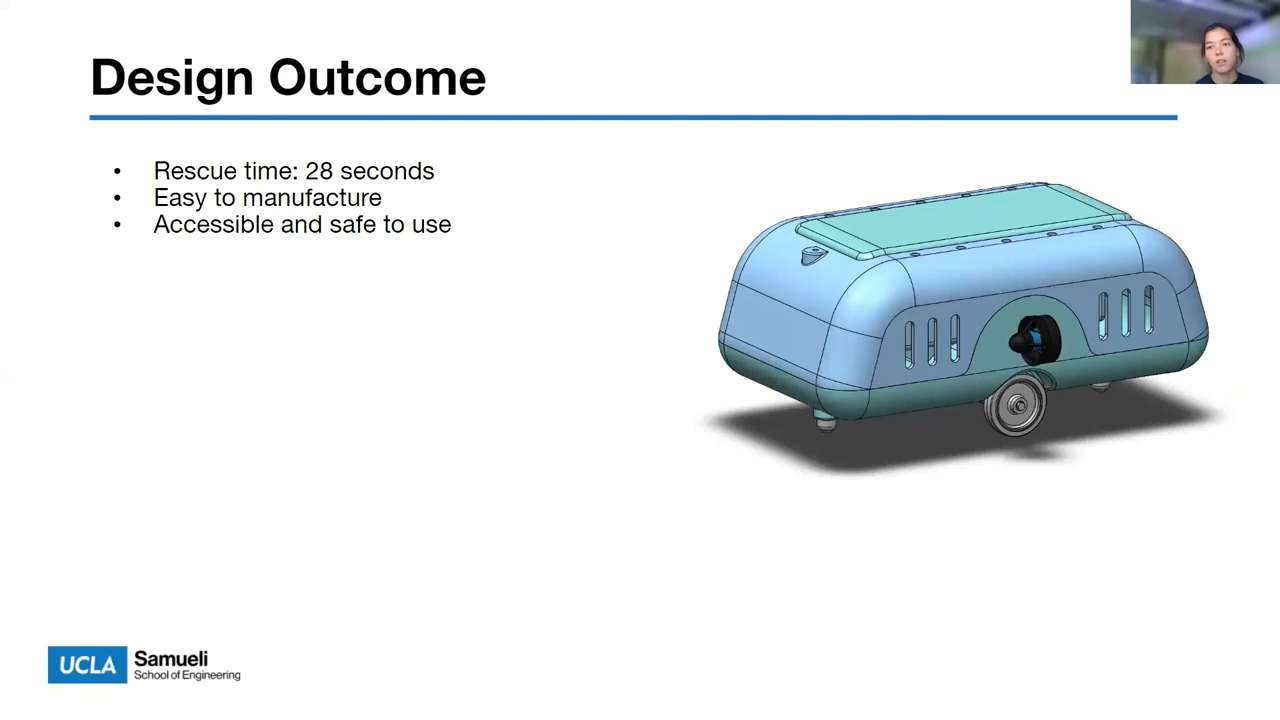 Design Outcome
• Rescue time: 28 seconds
• Easy to manufacture
• Accessible and safe to use
UCLA Samueli
School of Engineering